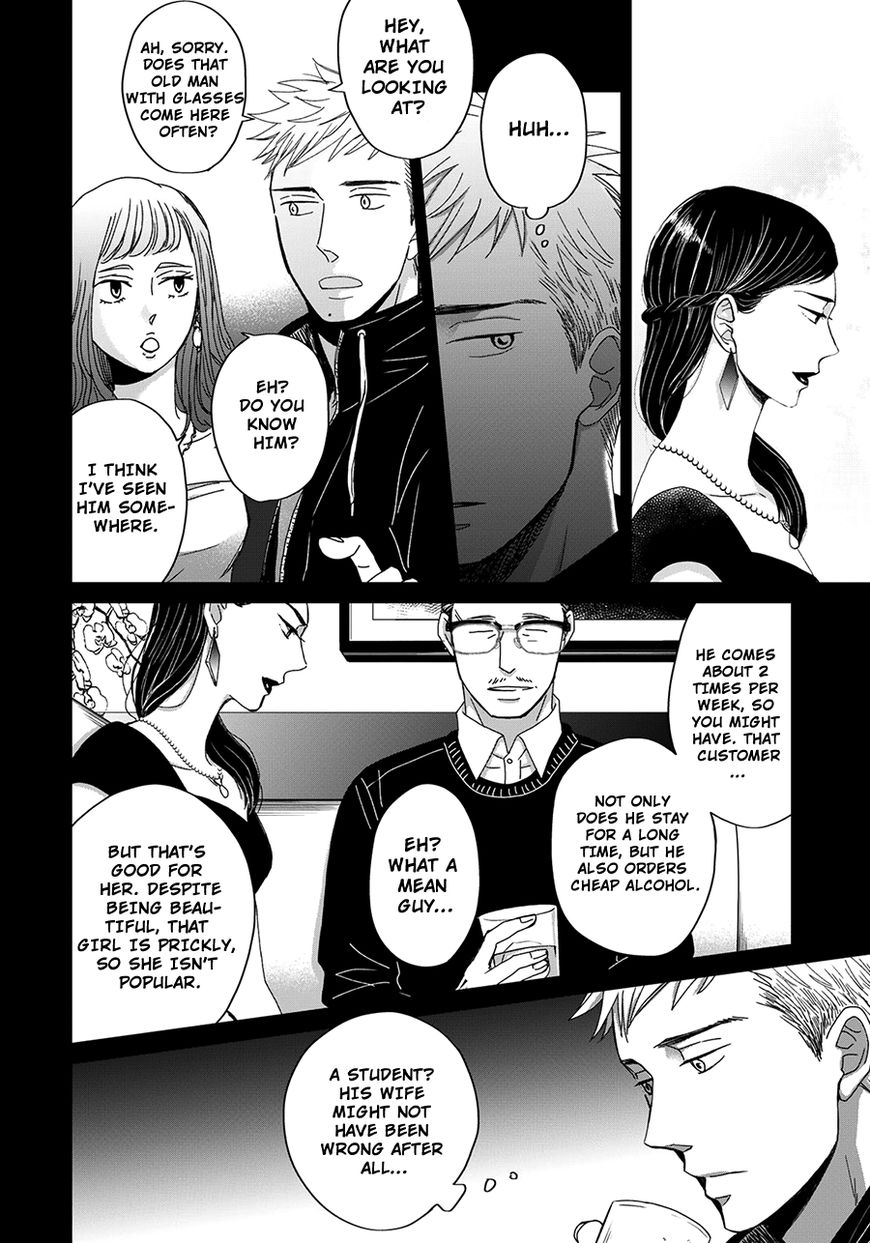 HUH...
HEY,
WHAT
ARE YOU
LOOKING
AT?
AH, SORRY.
DOES THAT
OLD MAN
WITH GLASSES
COME HERE
OFTEN?
EH?
DO YOU
KNOW
HIM?
I THINK
I'VE SEEN
HIM SOME-
WHERE.
HE COMES
ABOUT 2
TIMES PER
WEEK, SO
YOU MIGHT
HAVE. THAT
CUSTOMER
...
NOT ONLY
DOES HE STAY
FOR A LONG
TIME, BUT HE
ALSO ORDERS
CHEAP ALCOHOL.
EH?
WHAT A
MEAN
GUY...
BUT THAT'S
GOOD FOR
HER. DESPITE
BEING BEAU-
TIFUL, THAT
GIRL IS PRICKLY,
SO SHE ISN'T
POPULAR.
A STUDENT?
HIS WIFE
MIGHT NOT
HAVE BEEN
WRONG AFTER
ALL...